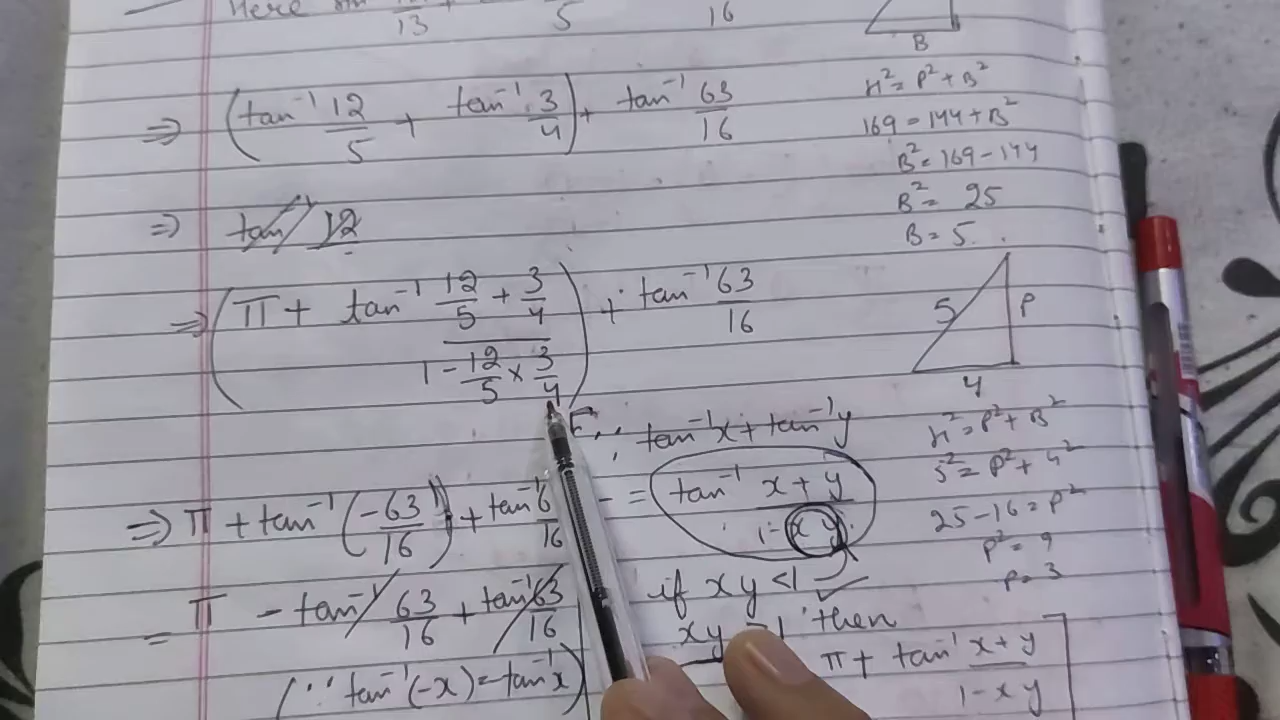 Here sin
13 + 5 16
⇒ (tan⁻¹ 12/5 + tan⁻¹ 3/4) + tan⁻¹ 63/16
⇒ tan⁻¹ 12
⇒ (π + tan⁻¹ (12/5 + 3/4)/(1 - 12/5 × 3/4)) + tan⁻¹ 63/16
∵ tan⁻¹x + tan⁻¹y
= tan⁻¹ (x + y)/(1 - xy)
if xy < 1
xy 1 then
π + tan⁻¹ (x + y)/(1 - xy)
⇒ π + tan⁻¹ (-63/16) + tan⁻¹ 6/16
= π - tan⁻¹ 63/16 + tan⁻¹ 63/16
(∵ tan⁻¹(-x) = -tan⁻¹x)
B
H² = P² + B²
169 = 144 + B²
B² = 169 - 144
B² = 25
B = 5.
5 P
4
H² = P² + B²
5² = P² + 4²
25 - 16 = P²
P² = 9
P = 3